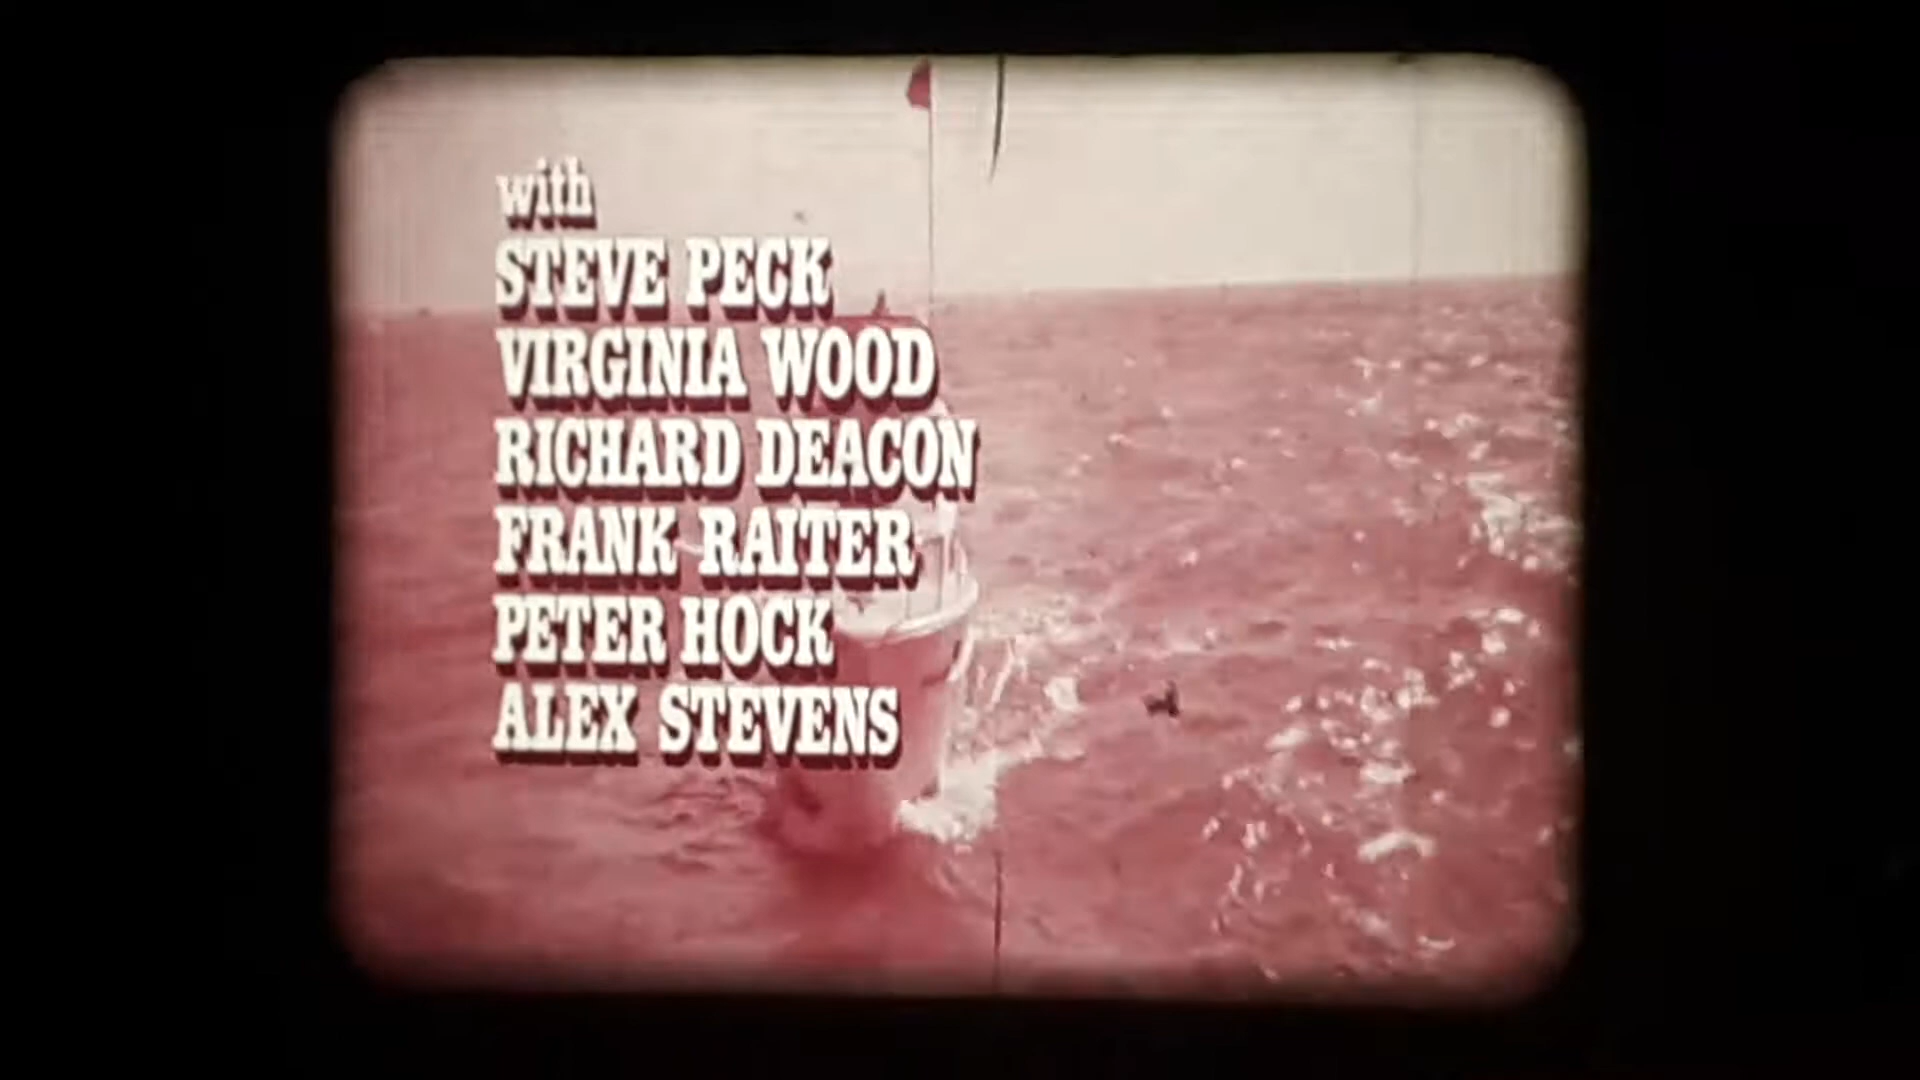 with
STEVE PECK
VIRGINIA WOOD
RICHARD DEACON
FRANK RAITER
PETER HOCK
ALEX STEVENS